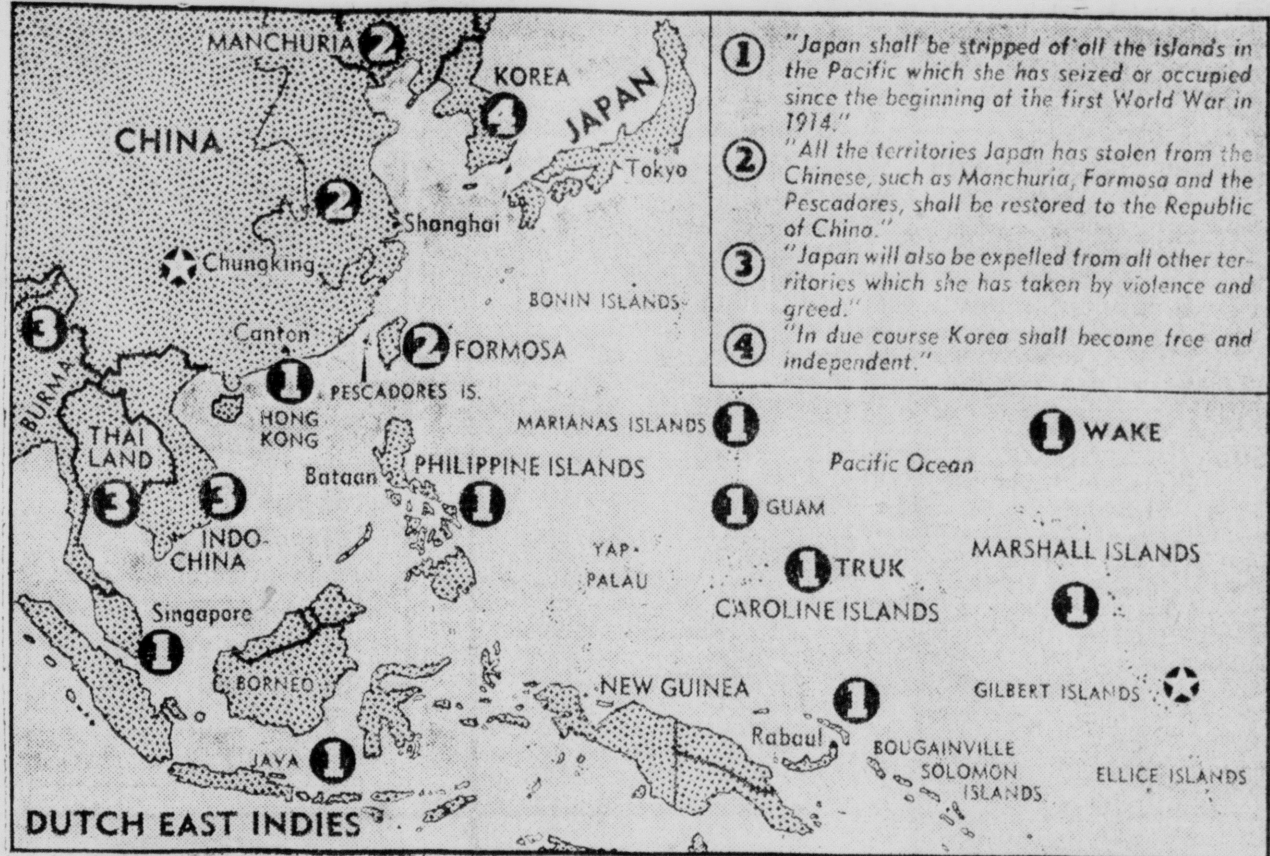 MANCHURIA 2
KOREA
4
JAPAN
CHINA
Tokyo
2
Shanghai
Chungking
BONIN ISLANDS
3
Canton
2 FORMOSA
1
PESCADORES IS.
BURMA
HONG
KONG
MARIANAS ISLANDS 1
1 WAKE
THAI
LAND
Bataan
PHILIPPINE ISLANDS
Pacific Ocean
3
3
1
1 GUAM
INDO-
CHINA
YAP
PALAU
1 TRUK
MARSHALL ISLANDS
CAROLINE ISLANDS
1
Singapore
1
BORNEO
NEW GUINEA
1
GILBERT ISLANDS
Rabaul
BOUGAINVILLE
SOLOMON
ISLANDS
ELLICE ISLANDS
JAVA 1
DUTCH EAST INDIES
1 "Japan shall be stripped of all the islands in
the Pacific which she has seized or occupied
since the beginning of the first World War in
1914."
2 "All the territories Japan has stolen from the
Chinese, such as Manchuria, Formosa and the
Pescadores, shall be restored to the Republic
of China."
3 "Japan will also be expelled from all other ter-
ritories which she has taken by violence and
greed."
4 "In due course Korea shall become free and
independent."